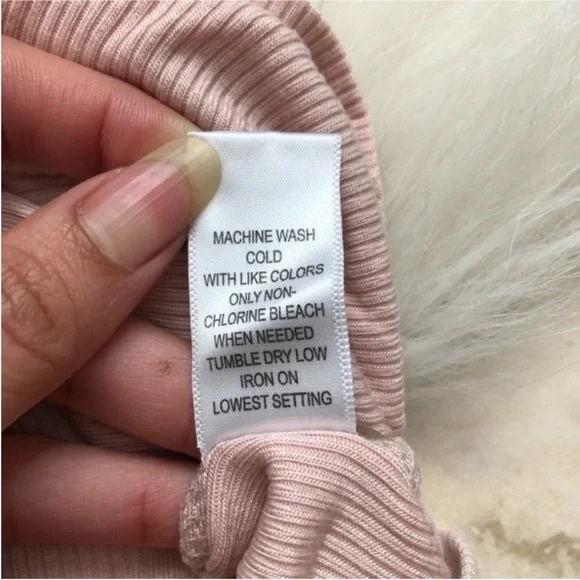 MACHINE WASH
COLD
WITH LIKE COLORS
ONLY NON-
CHLORINE BLEACH
WHEN NEEDED
TUMBLE DRY LOW
IRON ON
LOWEST SETTING